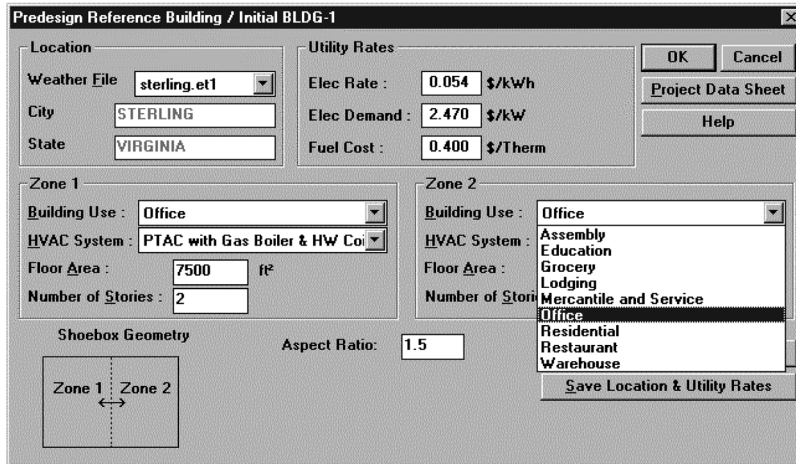 Predesign Reference Building / Initial BLDG-1
Location
Weather File sterling.et1
City STERLING
State VIRGINIA
Utility Rates
Elec Rate : 0.054 $/kWh
Elec Demand : 2.470 $/kW
Fuel Cost : 0.400 $/Therm
OK Cancel
Project Data Sheet
Help
Zone 1
Building Use : Office
HVAC System : PTAC with Gas Boiler & HW Coi
Floor Area : 7500 ft²
Number of Stories : 2
Zone 2
Building Use : Office
HVAC System :
Floor Area :
Number of Stori
Assembly
Education
Grocery
Lodging
Mercantile and Service
Office
Residential
Restaurant
Warehouse
Shoebox Geometry
Zone 1 Zone 2
Aspect Ratio: 1.5
Save Location & Utility Rates